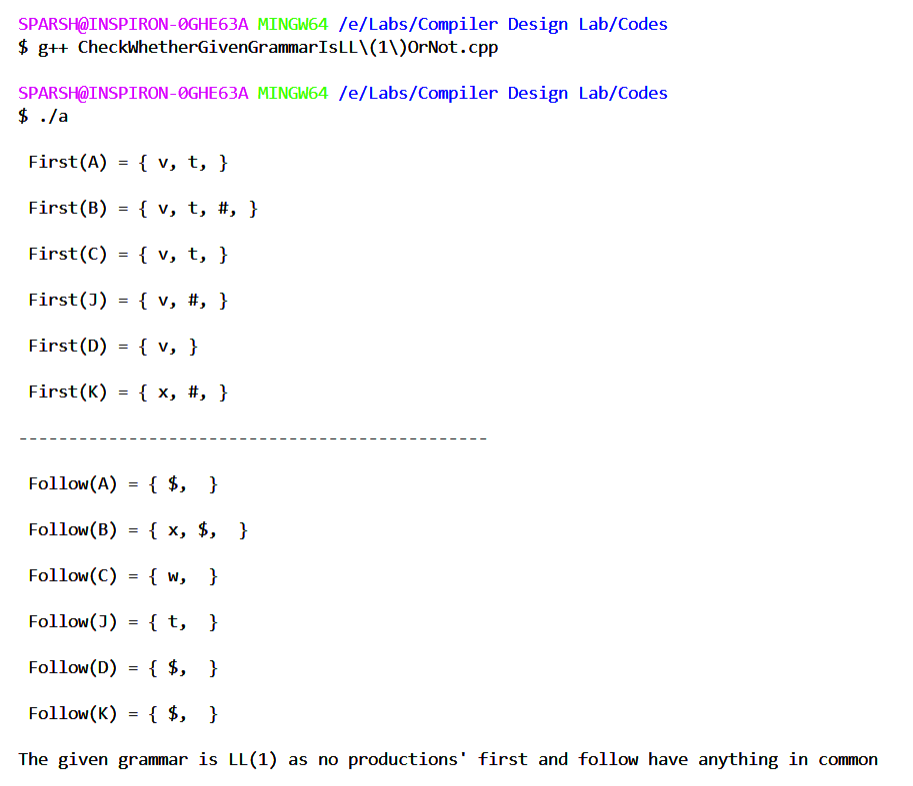 SPARSH@INSPIRON-0GHE63A MINGW64 /e/Labs/Compiler Design Lab/Codes
$ g++ CheckWhetherGivenGrammarIsLL\(1\)OrNot.cpp
SPARSH@INSPIRON-0GHE63A MINGW64 /e/Labs/Compiler Design Lab/Codes
$ ./a
First(A) = { v, t, }
First(B) = { v, t, #, }
First(C) = { v, t, }
First(J) = { v, #, }
First(D) = { v, }
First(K) = { x, #, }
-----------------------------------------------
Follow(A) = { $,  }
Follow(B) = { x, $,  }
Follow(C) = { w,  }
Follow(J) = { t,  }
Follow(D) = { $,  }
Follow(K) = { $,  }
The given grammar is LL(1) as no productions' first and follow have anything in common